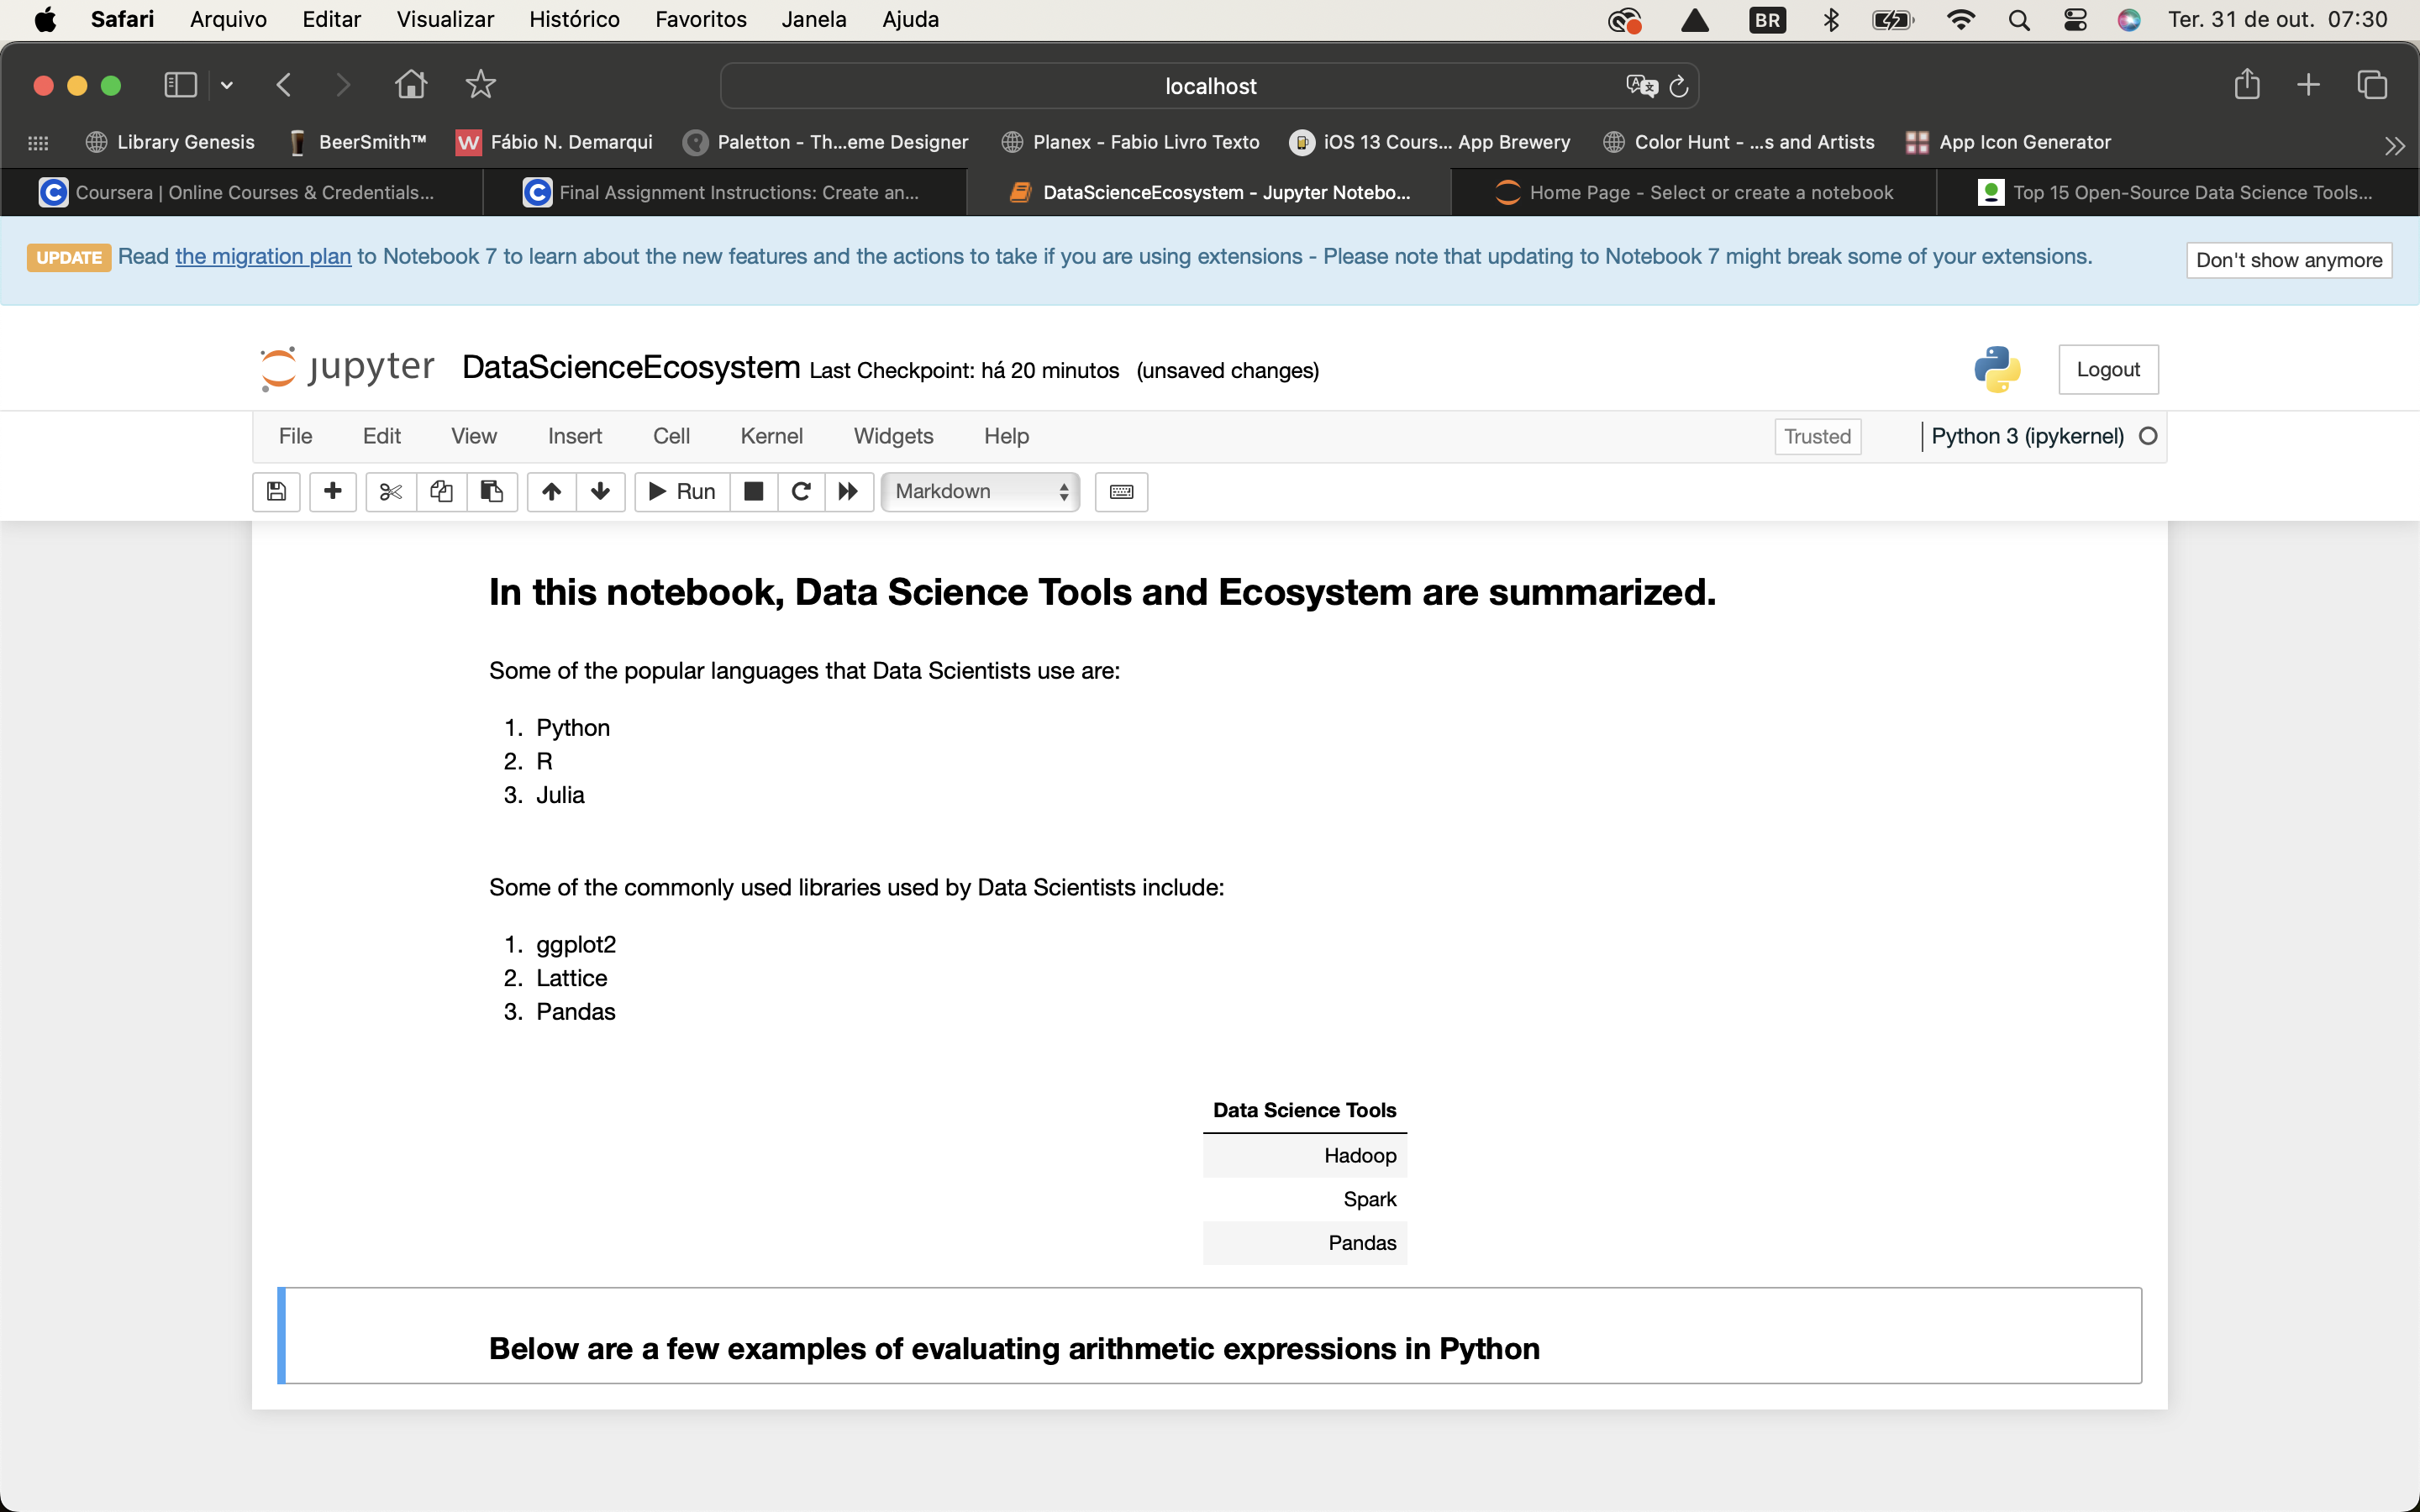 Safari Arquivo Editar Visualizar Histórico Favoritos Janela Ajuda BR Ter. 31 de out. 07:30
localhost
Library Genesis BeerSmith™ W Fábio N. Demarqui Paletton - Th...eme Designer Planex - Fabio Livro Texto iOS 13 Cours... App Brewery Color Hunt - ...s and Artists App Icon Generator
Coursera | Online Courses & Credentials... Final Assignment Instructions: Create an... DataScienceEcosystem - Jupyter Notebo... Home Page - Select or create a notebook Top 15 Open-Source Data Science Tools...
UPDATE Read the migration plan to Notebook 7 to learn about the new features and the actions to take if you are using extensions - Please note that updating to Notebook 7 might break some of your extensions. Don't show anymore
jupyter DataScienceEcosystem Last Checkpoint: há 20 minutos (unsaved changes) Logout
File Edit View Insert Cell Kernel Widgets Help Trusted Python 3 (ipykernel)
Run Markdown
In this notebook, Data Science Tools and Ecosystem are summarized.
Some of the popular languages that Data Scientists use are:
1. Python
2. R
3. Julia
Some of the commonly used libraries used by Data Scientists include:
1. ggplot2
2. Lattice
3. Pandas
Data Science Tools
Hadoop
Spark
Pandas
Below are a few examples of evaluating arithmetic expressions in Python